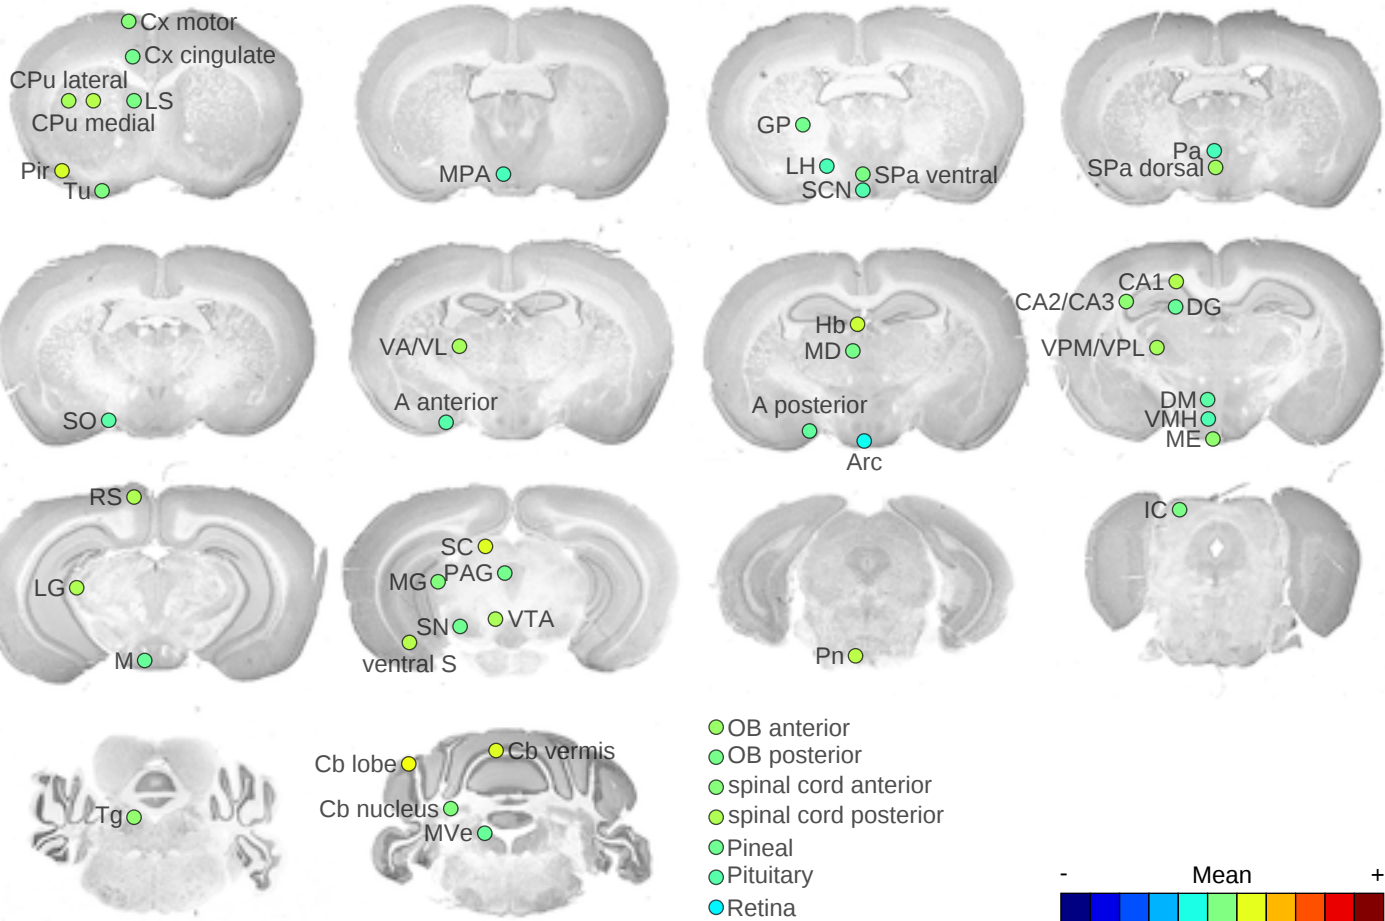 Cx motor
Cx cingulate
CPu lateral
LS
CPu medial
Pir
Tu
MPA
GP
LH
SPa ventral
SCN
Pa
SPa dorsal
SO
VA/VL
A anterior
Hb
MD
A posterior
Arc
CA1
CA2/CA3
DG
VPM/VPL
DM
VMH
ME
RS
LG
M
SC
MG
PAG
SN
VTA
ventral S
Pn
IC
Tg
Cb lobe
Cb vermis
Cb nucleus
MVe
OB anterior
OB posterior
spinal cord anterior
spinal cord posterior
Pineal
Pituitary
Retina
- Mean +